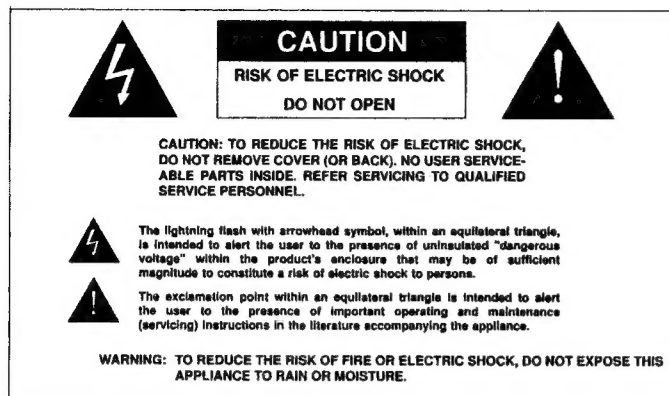 CAUTION
RISK OF ELECTRIC SHOCK
DO NOT OPEN
CAUTION: TO REDUCE THE RISK OF ELECTRIC SHOCK,
DO NOT REMOVE COVER (OR BACK). NO USER SERVICE-
ABLE PARTS INSIDE. REFER SERVICING TO QUALIFIED
SERVICE PERSONNEL.
The lightning flash with arrowhead symbol, within an equilateral triangle,
is intended to alert the user to the presence of uninsulated "dangerous
voltage" within the product's enclosure that may be of sufficient
magnitude to constitute a risk of electric shock to persons.
The exclamation point within an equilateral triangle is intended to alert
the user to the presence of important operating and maintenance
(servicing) instructions in the literature accompanying the appliance.
WARNING: TO REDUCE THE RISK OF FIRE OR ELECTRIC SHOCK, DO NOT EXPOSE THIS
APPLIANCE TO RAIN OR MOISTURE.